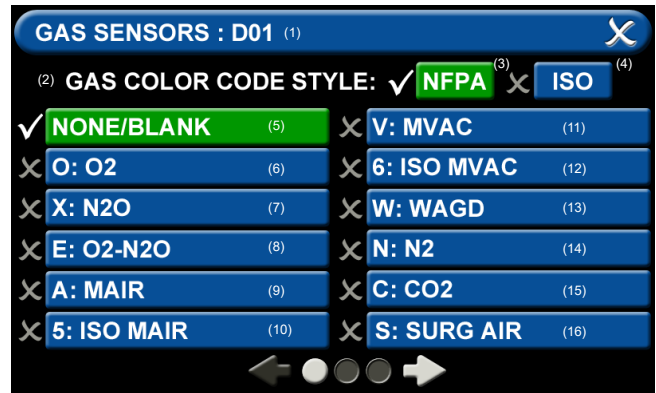 GAS SENSORS : D01 (1)
(2) GAS COLOR CODE STYLE: NFPA (3) ISO (4)
NONE/BLANK (5)
O: O2 (6)
X: N2O (7)
E: O2-N2O (8)
A: MAIR (9)
5: ISO MAIR (10)
V: MVAC (11)
6: ISO MVAC (12)
W: WAGD (13)
N: N2 (14)
C: CO2 (15)
S: SURG AIR (16)